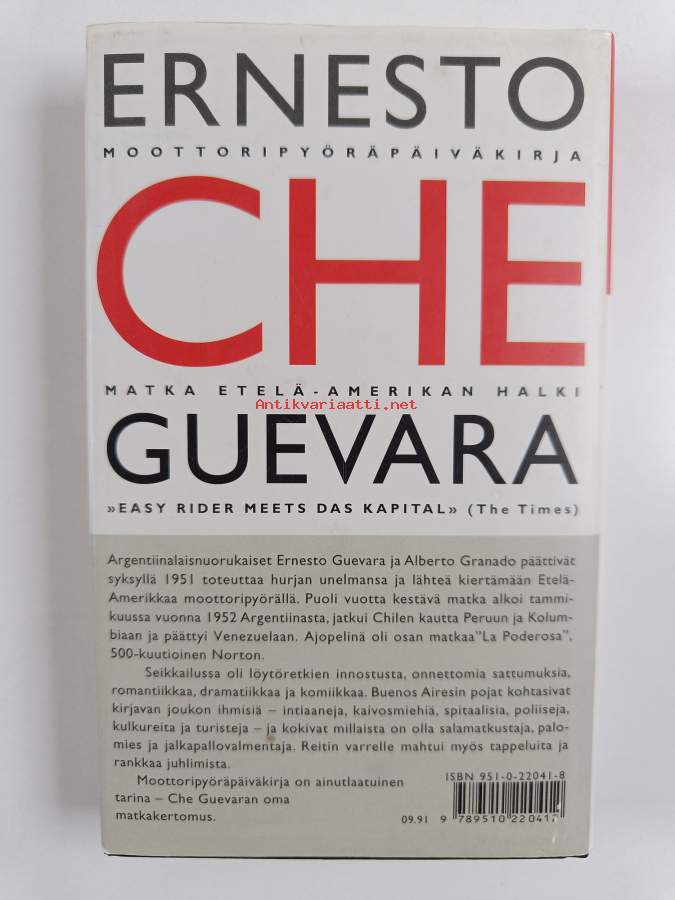 ERNESTO
MOOTTORIPYÖRÄPÄIVÄKIRJA
CHE
MATKA ETELÄ-AMERIKAN HALKI
Antikvariaatti.net
GUEVARA
»EASY RIDER MEETS DAS KAPITAL» (The Times)
Argentiinalaisnuorukaiset Ernesto Guevara ja Alberto Granado päättivät
syksyllä 1951 toteuttaa hurjan unelmansa ja lähteä kiertämään Etelä-
Amerikkaa moottoripyörällä. Puoli vuotta kestävä matka alkoi tammi-
kuussa vuonna 1952 Argentiinasta, jatkui Chilen kautta Peruun ja Kolum-
biaan ja päättyi Venezuelaan. Ajopelinä oli osan matkaa "La Poderosa",
500-kuutioinen Norton.
Seikkailussa oli löytöretkien innostusta, onnettomia sattumuksia,
romantiikkaa, dramatiikkaa ja komiikkaa. Buenos Airesin pojat kohtasivat
kirjavan joukon ihmisiä – intiaaneja, kaivosmiehiä, spitaalisia, poliiseja,
kulkureita ja turisteja – ja kokivat millaista on olla salamatkustaja, palo-
mies ja jalkapallovalmentaja. Reitin varrelle mahtui myös tappeluita ja
rankkaa juhlimista.
Moottoripyöräpäiväkirja on ainutlaatuinen
tarina – Che Guevaran oma
matkakertomus.
ISBN 951-0-22041-8
09.91 9 789510 220412